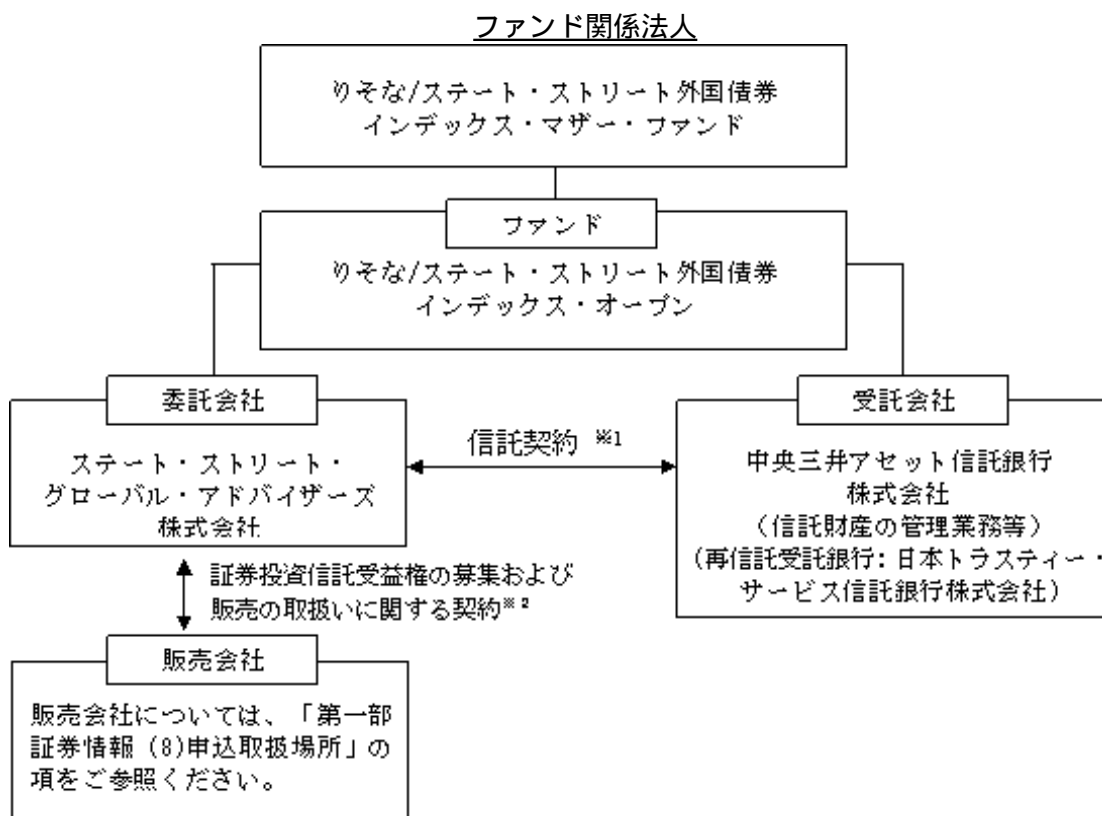 ファンド関係法人
りそな/ステート・ストリート外国債券
インデックス・マザー・ファンド
ファンド
りそな/ステート・ストリート外国債券
インデックス・オープン
委託会社
ステート・ストリート・
グローバル・アドバイザーズ
株式会社
信託契約 ※1
受託会社
中央三井アセット信託銀行
株式会社
（信託財産の管理業務等）
（再信託受託銀行：日本トラスティー・
サービス信託銀行株式会社）
証券投資信託受益権の募集および
販売の取扱いに関する契約※2
販売会社
販売会社については、「第一部
証券情報（8)申込取扱場所」の
項をご参照ください。